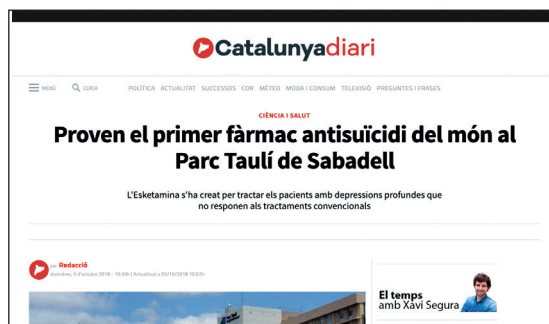 Catalunyadiari
MENÚ CERCA POLÍTICA ACTUALITAT SUCCESSOS COR MÉTEO MODA I CONSUM TELEVISIÓ PREGUNTES I FRASES
CIÈNCIA I SALUT
Proven el primer fàrmac antisuïcidi del món al
Parc Taulí de Sabadell
L'Esketamina s'ha creat per tractar els pacients amb depressions profundes que
no responen als tractaments convencionals
per Redacció
El temps
amb Xavi Segura